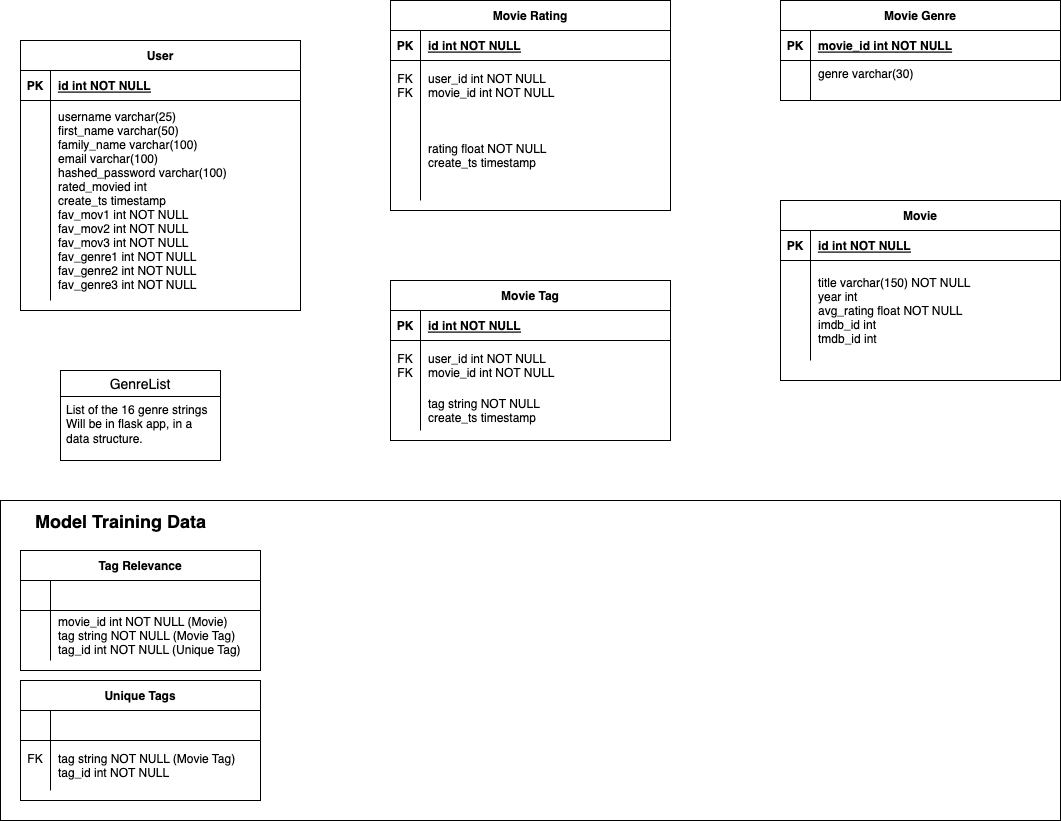 User
PK id int NOT NULL
username varchar(25)
first_name varchar(50)
family_name varchar(100)
email varchar(100)
hashed_password varchar(100)
rated_movied int
create_ts timestamp
fav_mov1 int NOT NULL
fav_mov2 int NOT NULL
fav_mov3 int NOT NULL
fav_genre1 int NOT NULL
fav_genre2 int NOT NULL
fav_genre3 int NOT NULL
Movie Rating
PK id int NOT NULL
FK user_id int NOT NULL
FK movie_id int NOT NULL
rating float NOT NULL
create_ts timestamp
Movie Genre
PK movie_id int NOT NULL
genre varchar(30)
Movie
PK id int NOT NULL
title varchar(150) NOT NULL
year int
avg_rating float NOT NULL
imdb_id int
tmdb_id int
Movie Tag
PK id int NOT NULL
FK user_id int NOT NULL
FK movie_id int NOT NULL
tag string NOT NULL
create_ts timestamp
GenreList
List of the 16 genre strings
Will be in flask app, in a
data structure.
Model Training Data
Tag Relevance
movie_id int NOT NULL (Movie)
tag string NOT NULL (Movie Tag)
tag_id int NOT NULL (Unique Tag)
Unique Tags
FK tag string NOT NULL (Movie Tag)
tag_id int NOT NULL